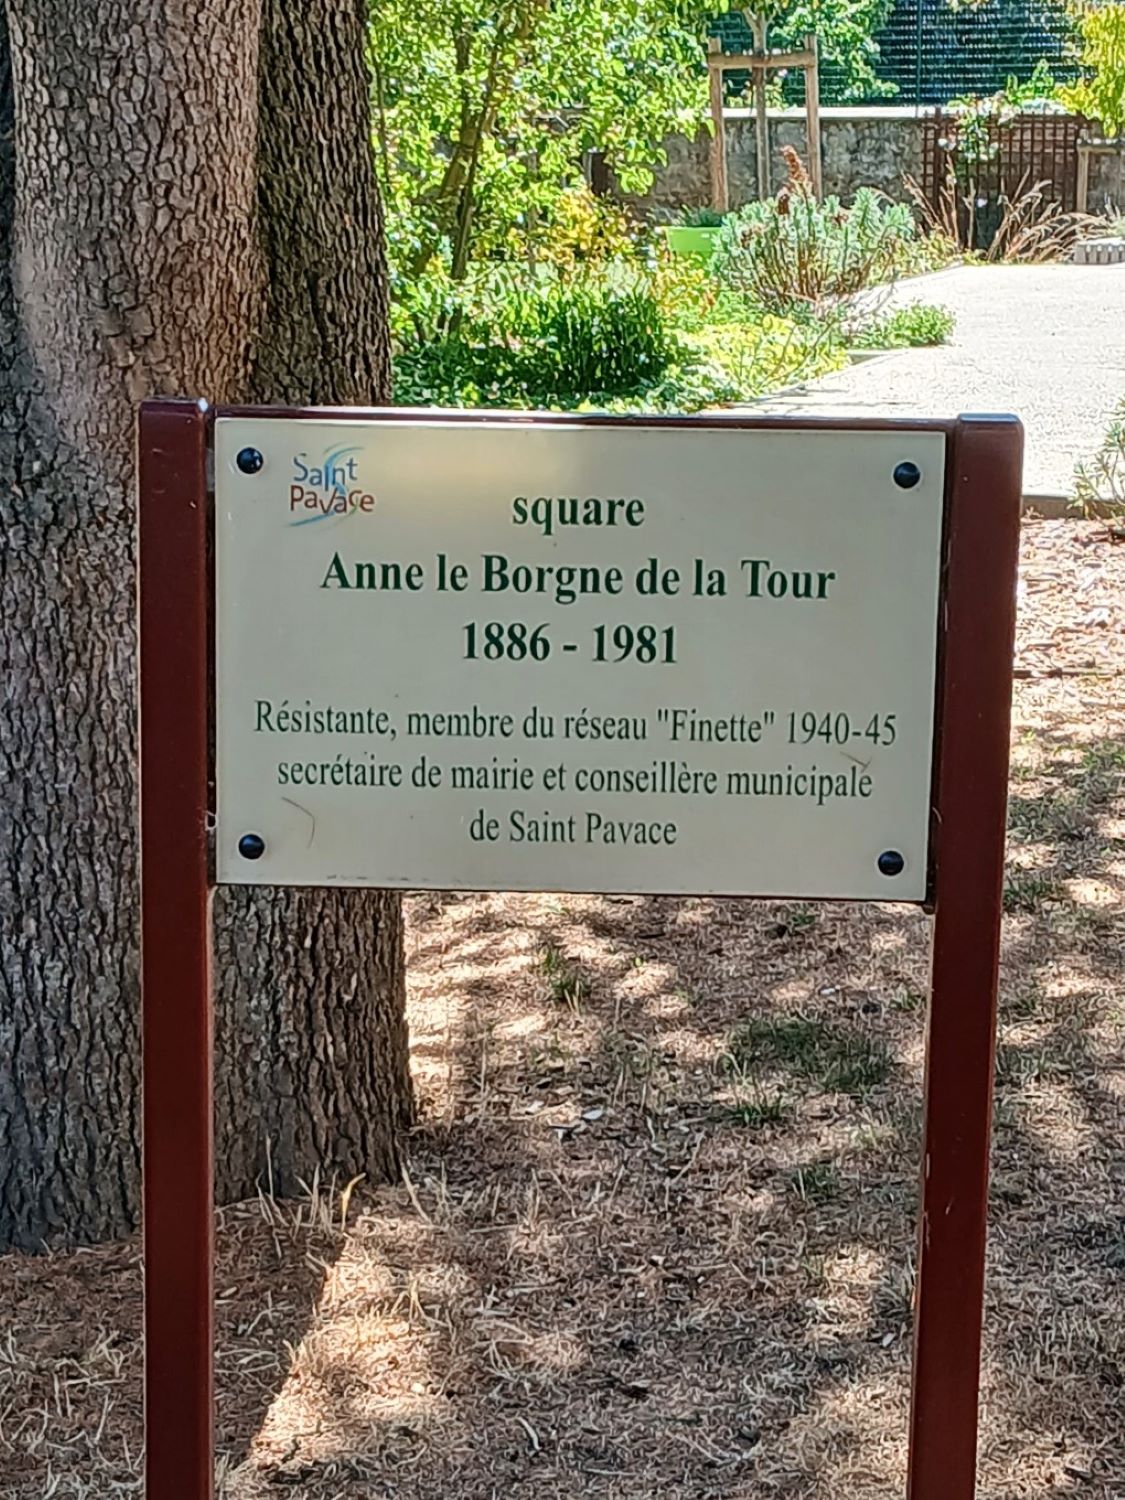 Saint
Pavace
square
Anne le Borgne de la Tour
1886 - 1981
Résistante, membre du réseau "Finette" 1940-45
secrétaire de mairie et conseillère municipale
de Saint Pavace